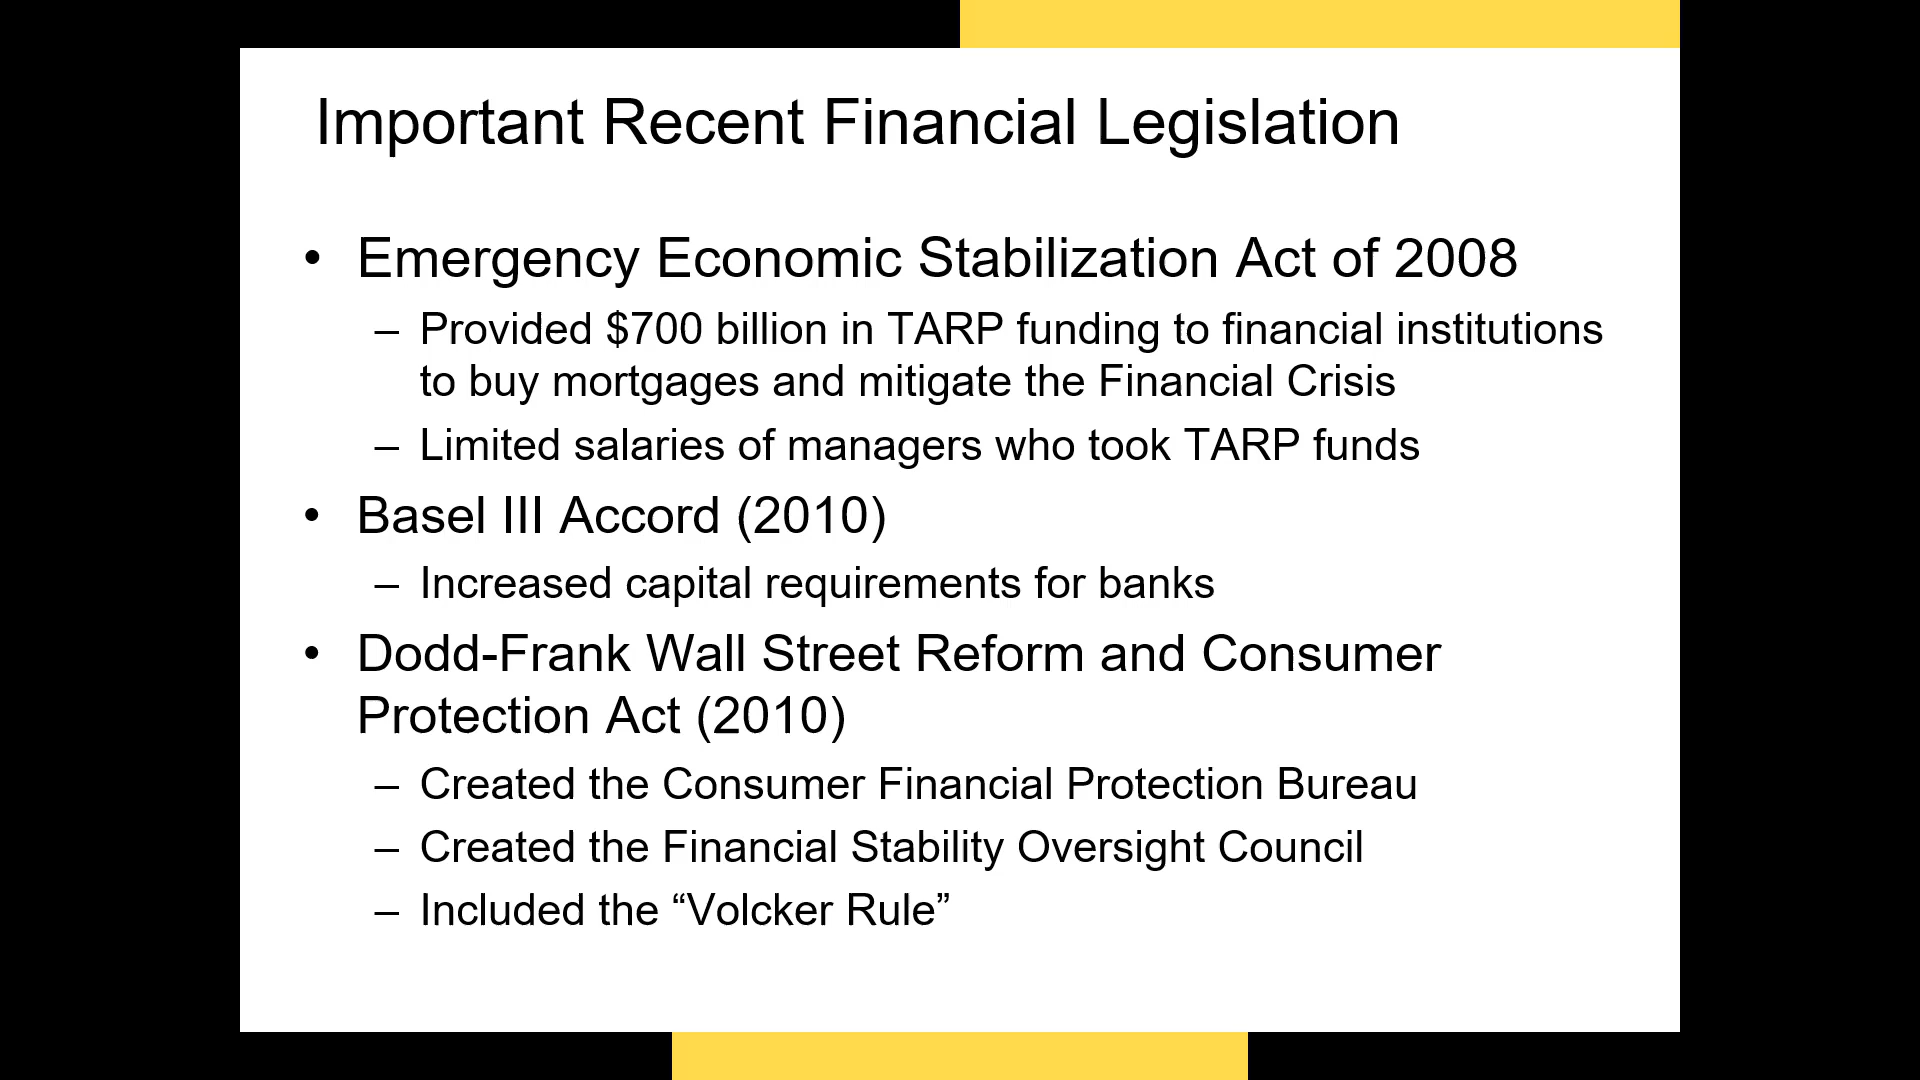 Important Recent Financial Legislation
• Emergency Economic Stabilization Act of 2008
– Provided $700 billion in TARP funding to financial institutions
to buy mortgages and mitigate the Financial Crisis
– Limited salaries of managers who took TARP funds
• Basel III Accord (2010)
– Increased capital requirements for banks
• Dodd-Frank Wall Street Reform and Consumer
Protection Act (2010)
– Created the Consumer Financial Protection Bureau
– Created the Financial Stability Oversight Council
– Included the “Volcker Rule”